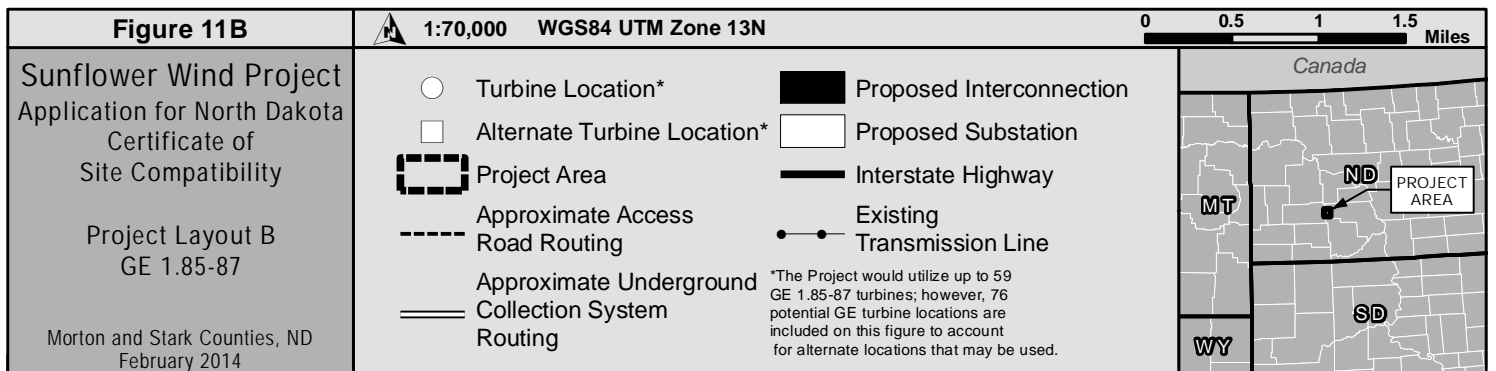 Figure 11B
Sunflower Wind Project
Application for North Dakota
Certificate of
Site Compatibility
Project Layout B
GE 1.85-87
Morton and Stark Counties, ND
February 2014
N
1:70,000 WGS84 UTM Zone 13N
0 0.5 1 1.5
Miles
Turbine Location*
Alternate Turbine Location*
Project Area
Approximate Access
Road Routing
Approximate Underground
Collection System
Routing
Proposed Interconnection
Proposed Substation
Interstate Highway
Existing
Transmission Line
*The Project would utilize up to 59
GE 1.85-87 turbines; however, 76
potential GE turbine locations are
included on this figure to account
for alternate locations that may be used.
Canada
ND
PROJECT
AREA
MT
SD
WY